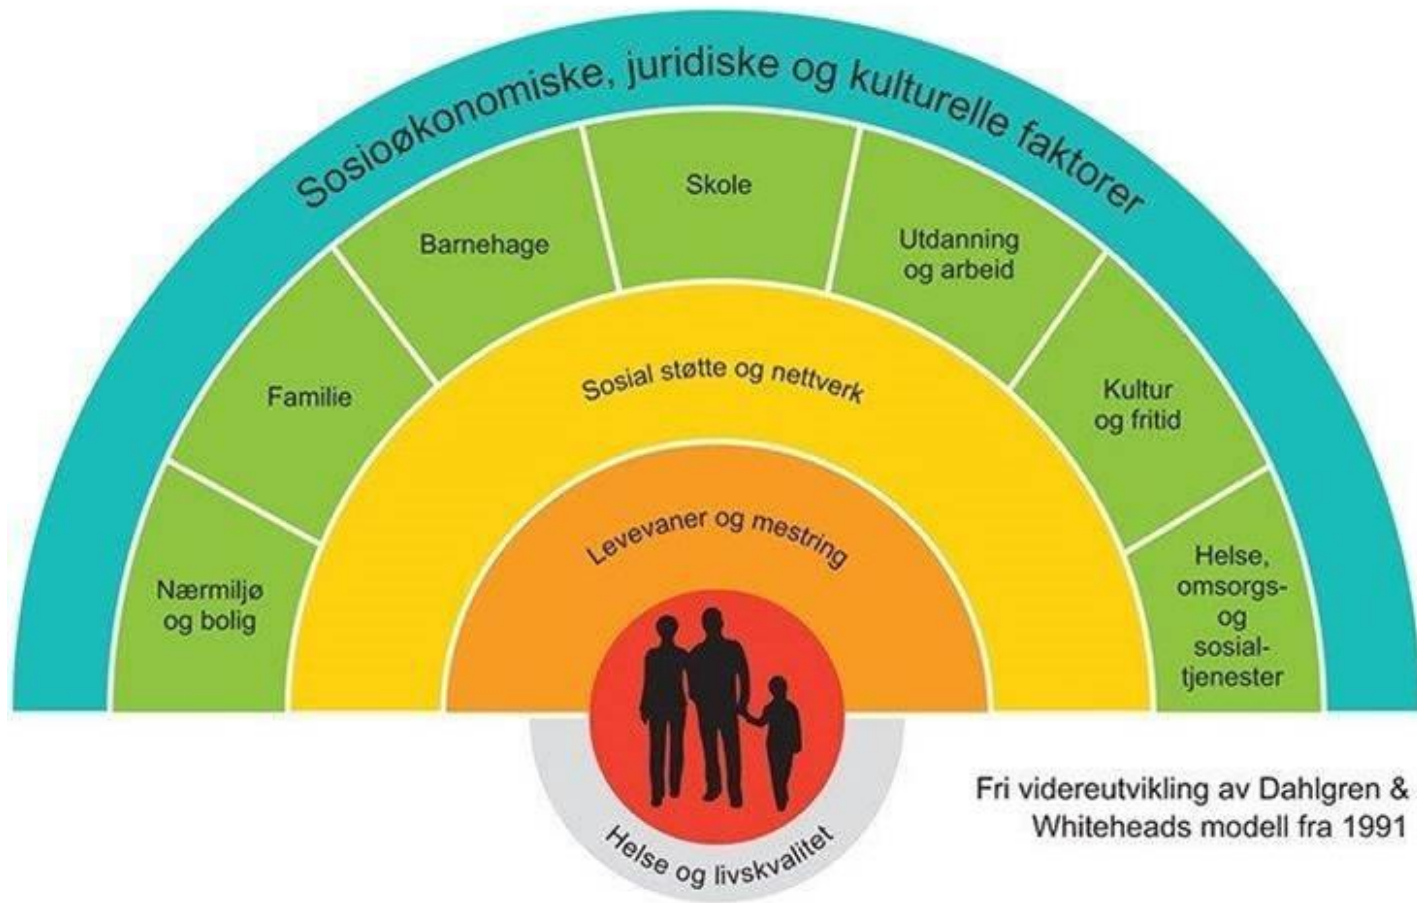 Sosioøkonomiske, juridiske og kulturelle faktorer
Nærmiljø
og bolig
Familie
Barnehage
Skole
Utdanning
og arbeid
Kultur
og fritid
Helse,
omsorgs-
og
sosial-
tjenester
Sosial støtte og nettverk
Levevaner og mestring
Helse og livskvalitet
Fri videreutvikling av Dahlgren &
Whiteheads modell fra 1991